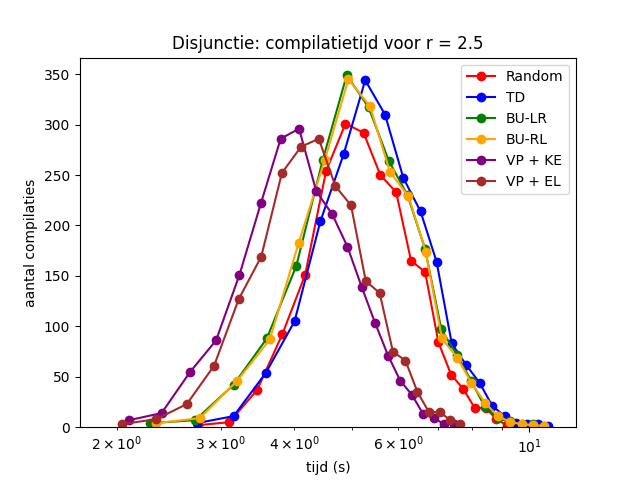 Disjunctie: compilatietijd voor r = 2.5
aantal compilaties
350
300
250
200
150
100
50
0
Random
TD
BU-LR
BU-RL
VP + KE
VP + EL
2 × 10⁰
3 × 10⁰
4 × 10⁰
6 × 10⁰
10¹
tijd (s)